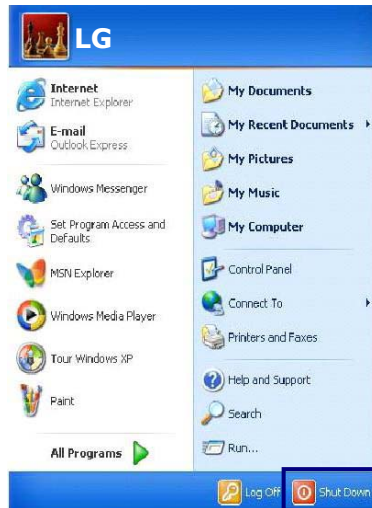 LG
Internet
Internet Explorer
E-mail
Outlook Express
Windows Messenger
Set Program Access and
Defaults
MSN Explorer
Windows Media Player
Tour Windows XP
Paint
All Programs
My Documents
My Recent Documents
My Pictures
My Music
My Computer
Control Panel
Connect To
Printers and Faxes
Help and Support
Search
Run...
Log Off
Shut Down